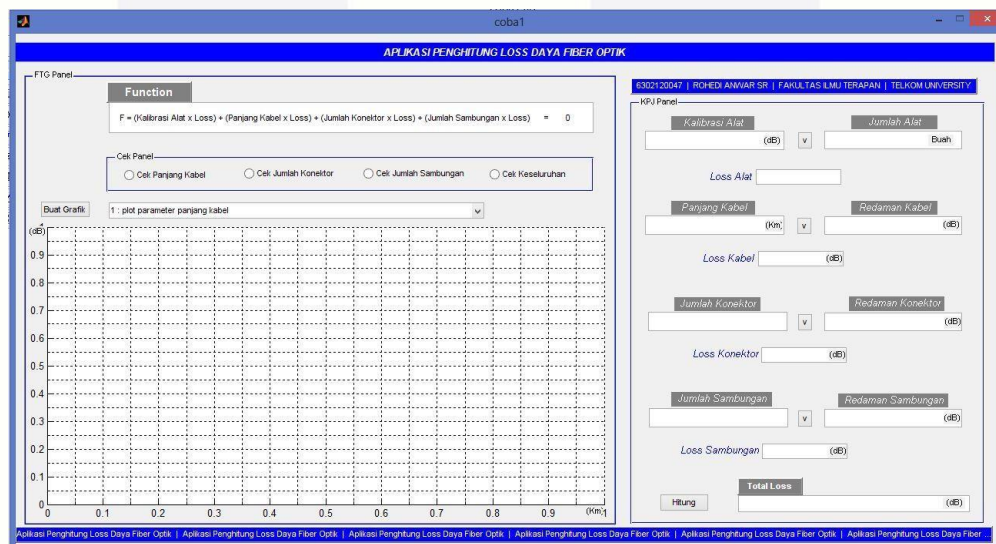 coba1
APLIKASI PENGHITUNG LOSS DAYA FIBER OPTIK
FTG Panel
Function
F = (Kalibrasi Alat x Loss) + (Panjang Kabel x Loss) + (Jumlah Konektor x Loss) + (Jumlah Sambungan x Loss) = 0
Cek Panel
Cek Panjang Kabel Cek Jumlah Konektor Cek Jumlah Sambungan Cek Keseluruhan
Buat Grafik 1 : plot parameter panjang kabel
(dB)
0.9
0.8
0.7
0.6
0.5
0.4
0.3
0.2
0.1
0
0 0.1 0.2 0.3 0.4 0.5 0.6 0.7 0.8 0.9 (Km) 1
6302120047 | ROHEDI ANWAR SR | FAKULTAS ILMU TERAPAN | TELKOM UNIVERSITY
KPJ Panel
Kalibrasi Alat Jumlah Alat
(dB) v Buah
Loss Alat
Panjang Kabel Redaman Kabel
(Km) v (dB)
Loss Kabel (dB)
Jumlah Konektor Redaman Konektor
v (dB)
Loss Konektor (dB)
Jumlah Sambungan Redaman Sambungan
v (dB)
Loss Sambungan (dB)
Total Loss
Hitung (dB)
Aplikasi Penghitung Loss Daya Fiber Optik | Aplikasi Penghitung Loss Daya Fiber Optik | Aplikasi Penghitung Loss Daya Fiber Optik | Aplikasi Penghitung Loss Daya Fiber Optik | Aplikasi Penghitung Loss Daya Fiber Optik | Aplikasi Penghitung Loss Daya Fiber ...